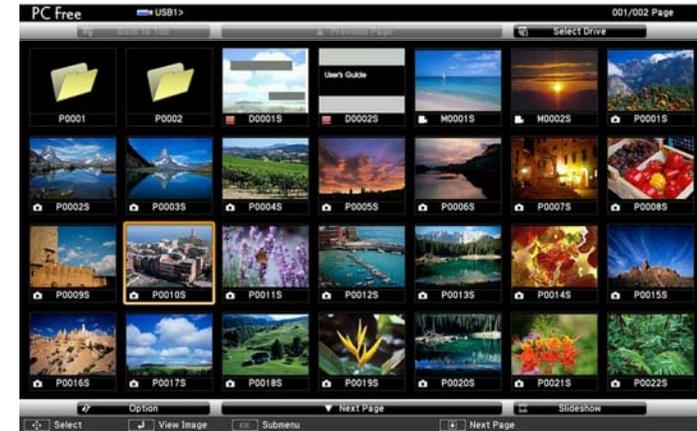 PC Free USB1> 001/002 Page
Back to Top Previous Page Select Drive
User's Guide
P0001 P0002 D0001S D0002S M0001S M0002S P0001S
P0002S P0003S P0004S P0005S P0006S P0007S P0008S
P0009S P0010S P0011S P0012S P0013S P0014S P0015S
P0016S P0017S P0018S P0019S P0020S P0021S P0022S
Option Next Page Slideshow
Select View Image Esc Submenu Next Page